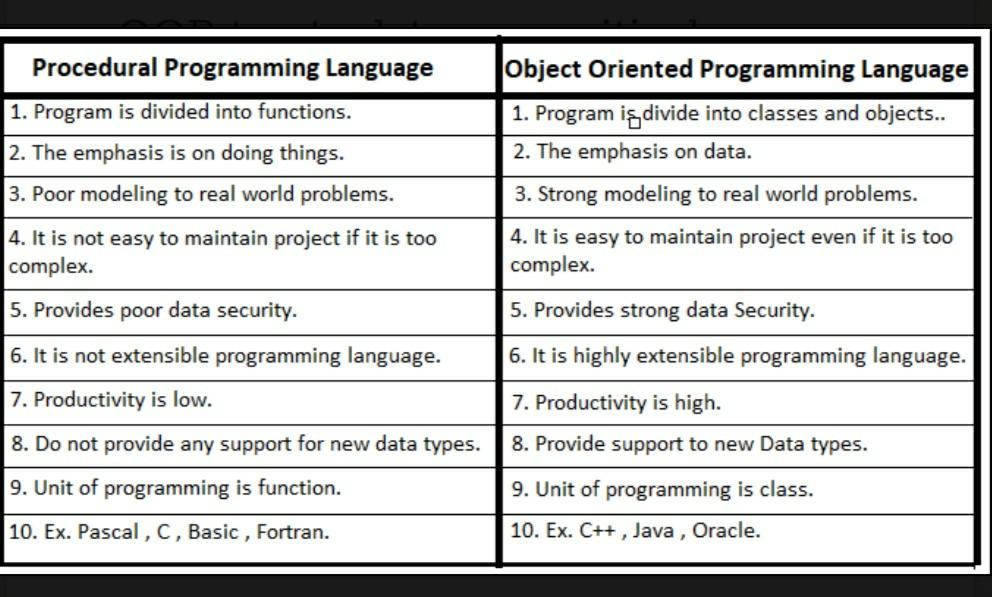 Procedural Programming Language
Object Oriented Programming Language
1. Program is divided into functions.
1. Program is divide into classes and objects..
2. The emphasis is on doing things.
2. The emphasis on data.
3. Poor modeling to real world problems.
3. Strong modeling to real world problems.
4. It is not easy to maintain project if it is too
complex.
4. It is easy to maintain project even if it is too
complex.
5. Provides poor data security.
5. Provides strong data Security.
6. It is not extensible programming language.
6. It is highly extensible programming language.
7. Productivity is low.
7. Productivity is high.
8. Do not provide any support for new data types.
8. Provide support to new Data types.
9. Unit of programming is function.
9. Unit of programming is class.
10. Ex. Pascal , C , Basic , Fortran.
10. Ex. C++ , Java , Oracle.